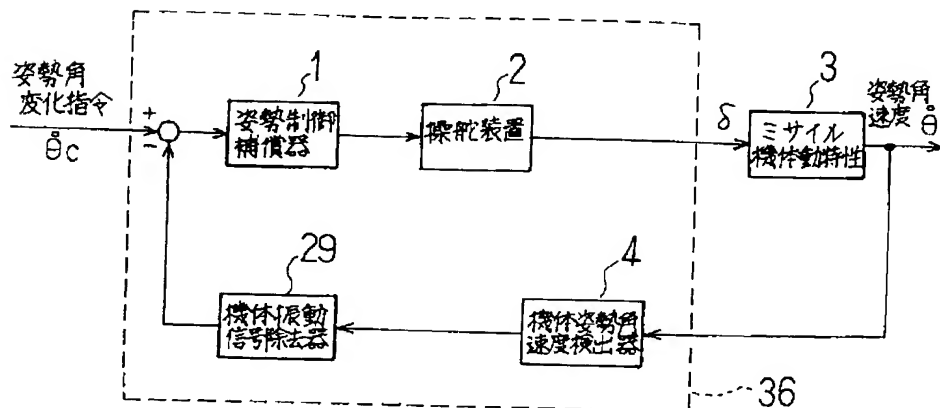 姿勢角
変化指令
θ̇c
+
−
1
姿勢制御
補償器
2
操舵装置
δ
3
ミサイル
機体動特性
姿勢角
速度 θ̇
29
機体振動
信号除去器
4
機体姿勢角
速度検出器
36